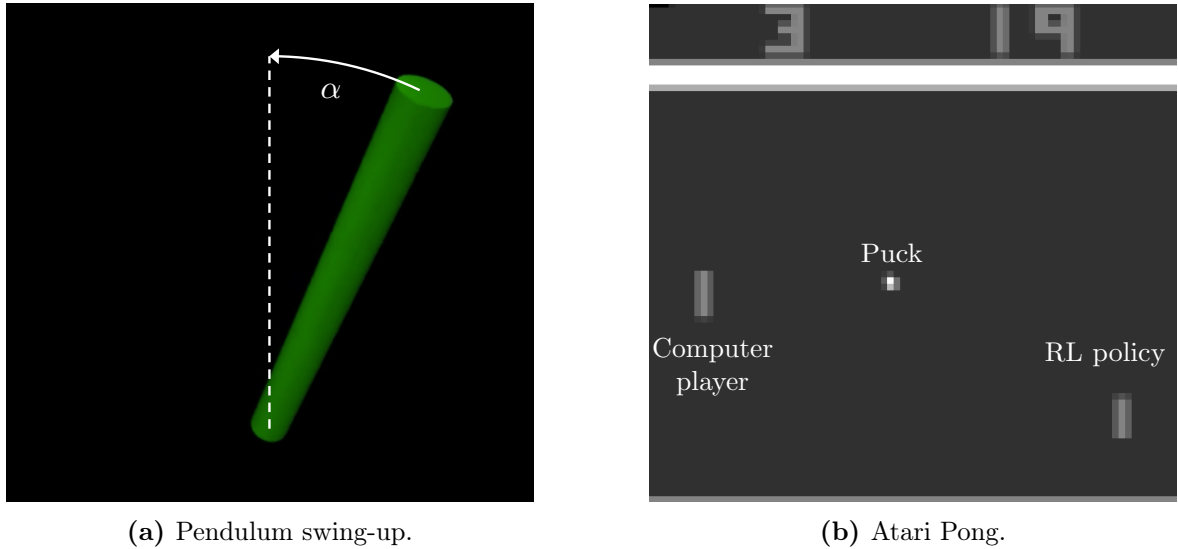 α
3 19
Puck
Computer
player
RL policy
(a) Pendulum swing-up.
(b) Atari Pong.